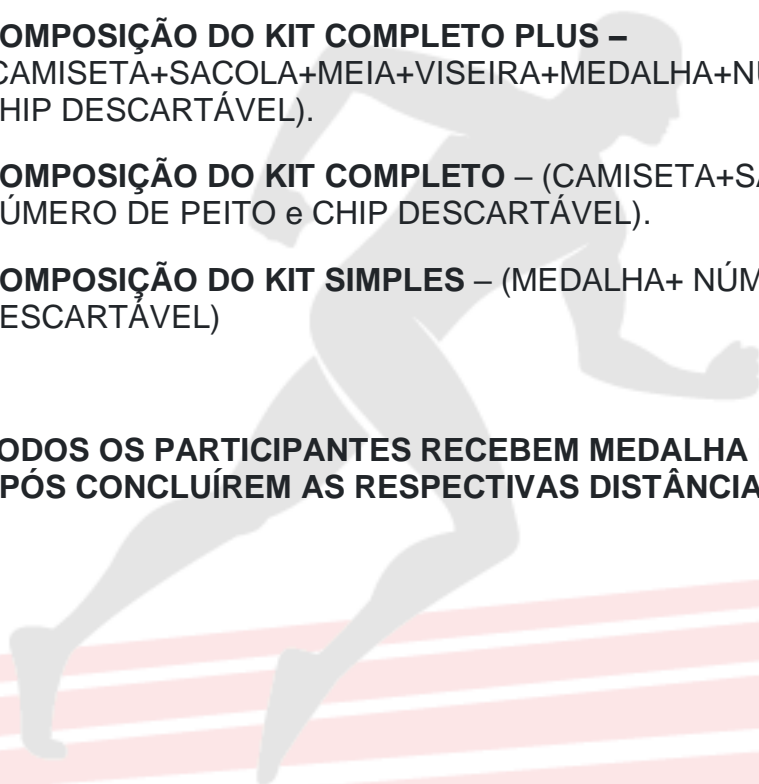 OMPOSIÇÃO DO KIT COMPLETO PLUS –
CAMISETA+SACOLA+MEIA+VISEIRA+MEDALHA+NÚ
HIP DESCARTÁVEL).
OMPOSIÇÃO DO KIT COMPLETO – (CAMISETA+SA
ÚMERO DE PEITO e CHIP DESCARTÁVEL).
OMPOSIÇÃO DO KIT SIMPLES – (MEDALHA+ NÚM
ESCARTÁVEL)
ODOS OS PARTICIPANTES RECEBEM MEDALHA
PÓS CONCLUÍREM AS RESPECTIVAS DISTÂNCIA